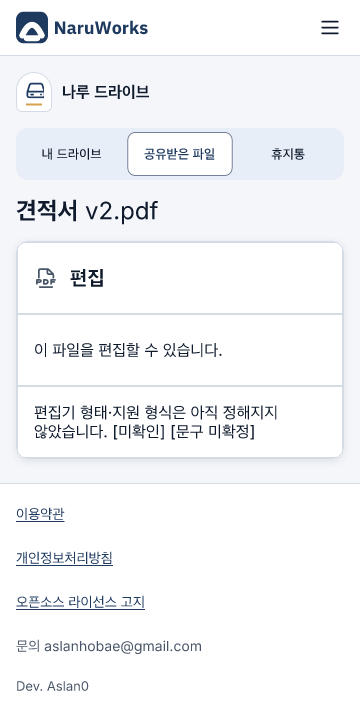 NaruWorks
나루 드라이브
내 드라이브
공유받은 파일
휴지통
견적서 v2.pdf
PDF
편집
이 파일을 편집할 수 있습니다.
편집기 형태·지원 형식은 아직 정해지지
않았습니다. [미확인] [문구 미확정]
이용약관
개인정보처리방침
오픈소스 라이선스 고지
문의 aslanhobae@gmail.com
Dev. Aslan0